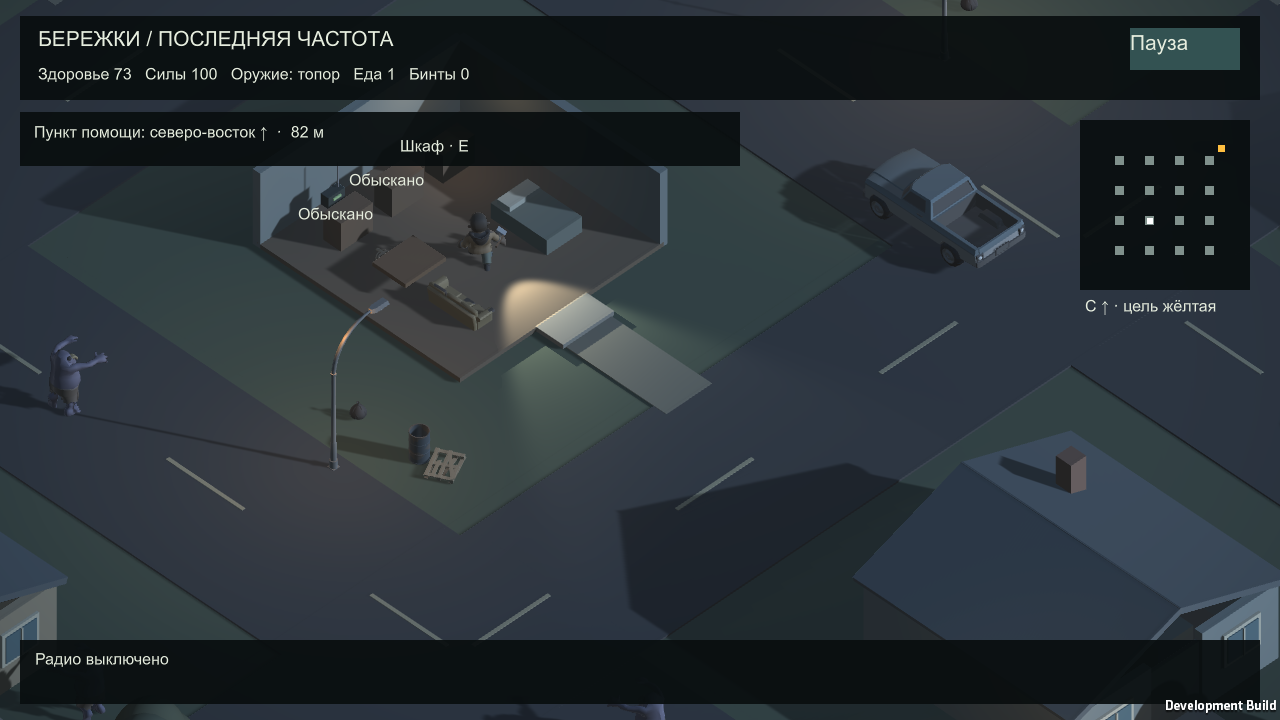 БЕРЕЖКИ / ПОСЛЕДНЯЯ ЧАСТОТА
Пауза
Здоровье 73 Силы 100 Оружие: топор Еда 1 Бинты 0
Пункт помощи: северо-восток ↑ · 82 м
Шкаф · E
Обыскано
Обыскано
С ↑ · цель жёлтая
Радио выключено
Development Build